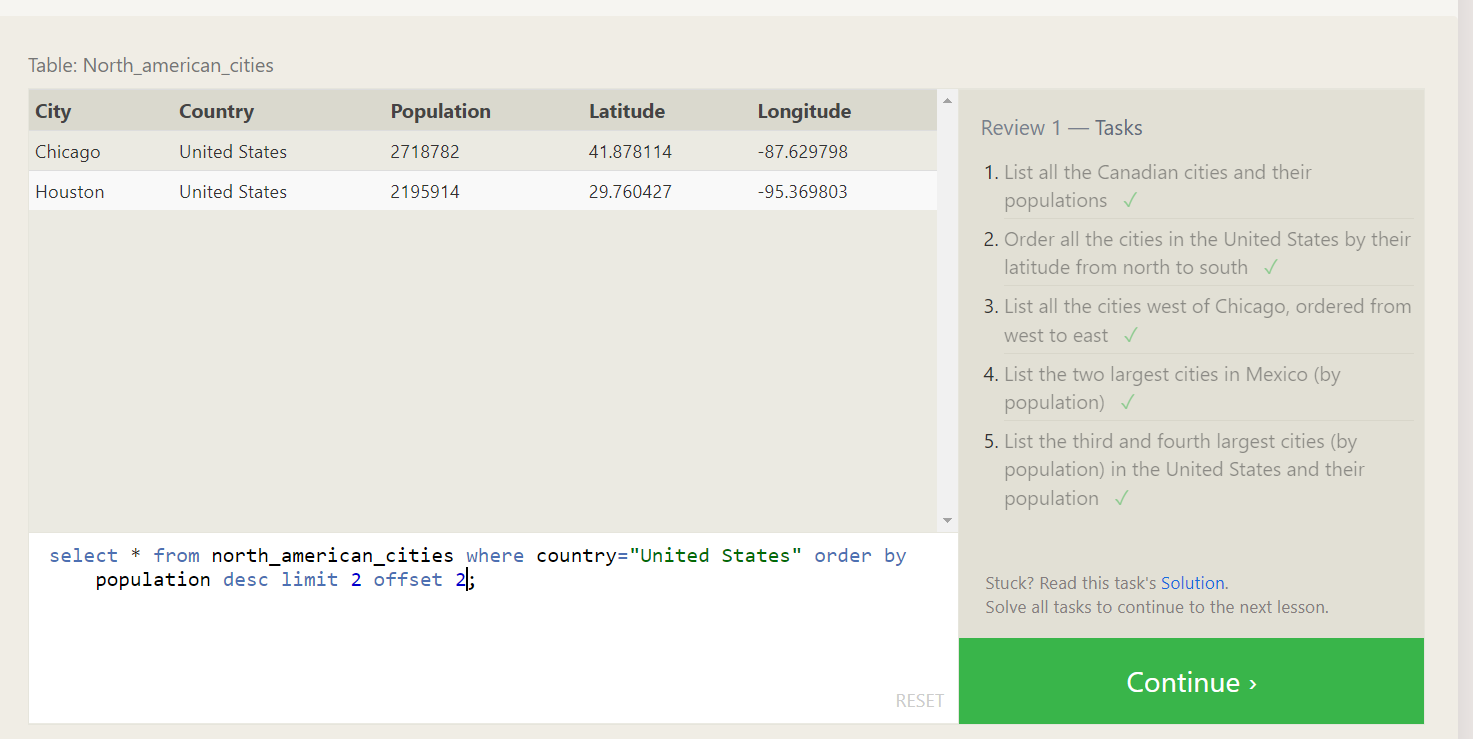 Table: North_american_cities
City Country Population Latitude Longitude
Chicago United States 2718782 41.878114 -87.629798
Houston United States 2195914 29.760427 -95.369803
select * from north_american_cities where country="United States" order by
population desc limit 2 offset 2;
RESET
Review 1 — Tasks
1. List all the Canadian cities and their
populations ✓
2. Order all the cities in the United States by their
latitude from north to south ✓
3. List all the cities west of Chicago, ordered from
west to east ✓
4. List the two largest cities in Mexico (by
population) ✓
5. List the third and fourth largest cities (by
population) in the United States and their
population ✓
Stuck? Read this task's Solution.
Solve all tasks to continue to the next lesson.
Continue ›